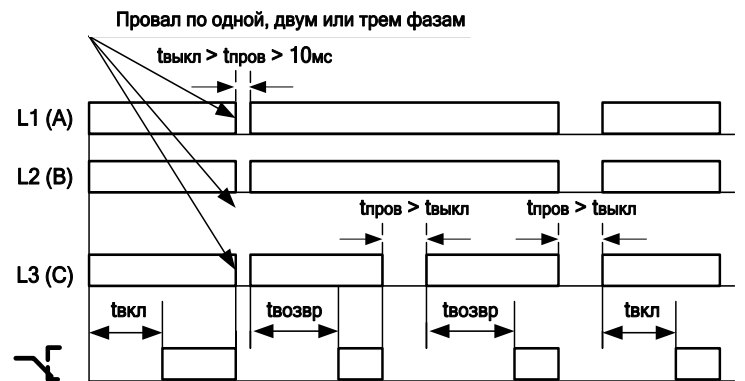 Провал по одной, двум или трем фазам
tвыкл > tпров > 10мс
L1 (A)
L2 (B)
tпров > tвыкл tпров > tвыкл
L3 (C)
tвкл tвозвр tвозвр tвкл